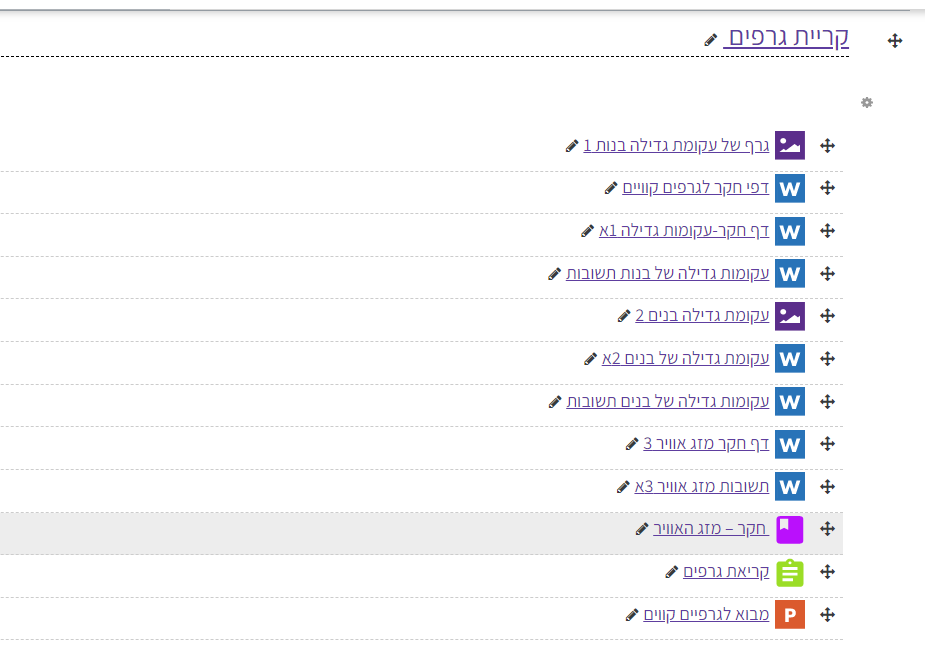 קריית גרפים
גרף של עקומת גדילה בנות 1
דפי חקר לגרפים קוויים
דף חקר-עקומות גדילה 1א
עקומות גדילה של בנות תשובות
עקומת גדילה בנים 2
עקומת גדילה של בנים 2א
עקומות גדילה של בנים תשובות
דף חקר מזג אוויר 3
תשובות מזג אוויר 3א
חקר – מזג האוויר
קריאת גרפים
מבוא לגרפיים קווים